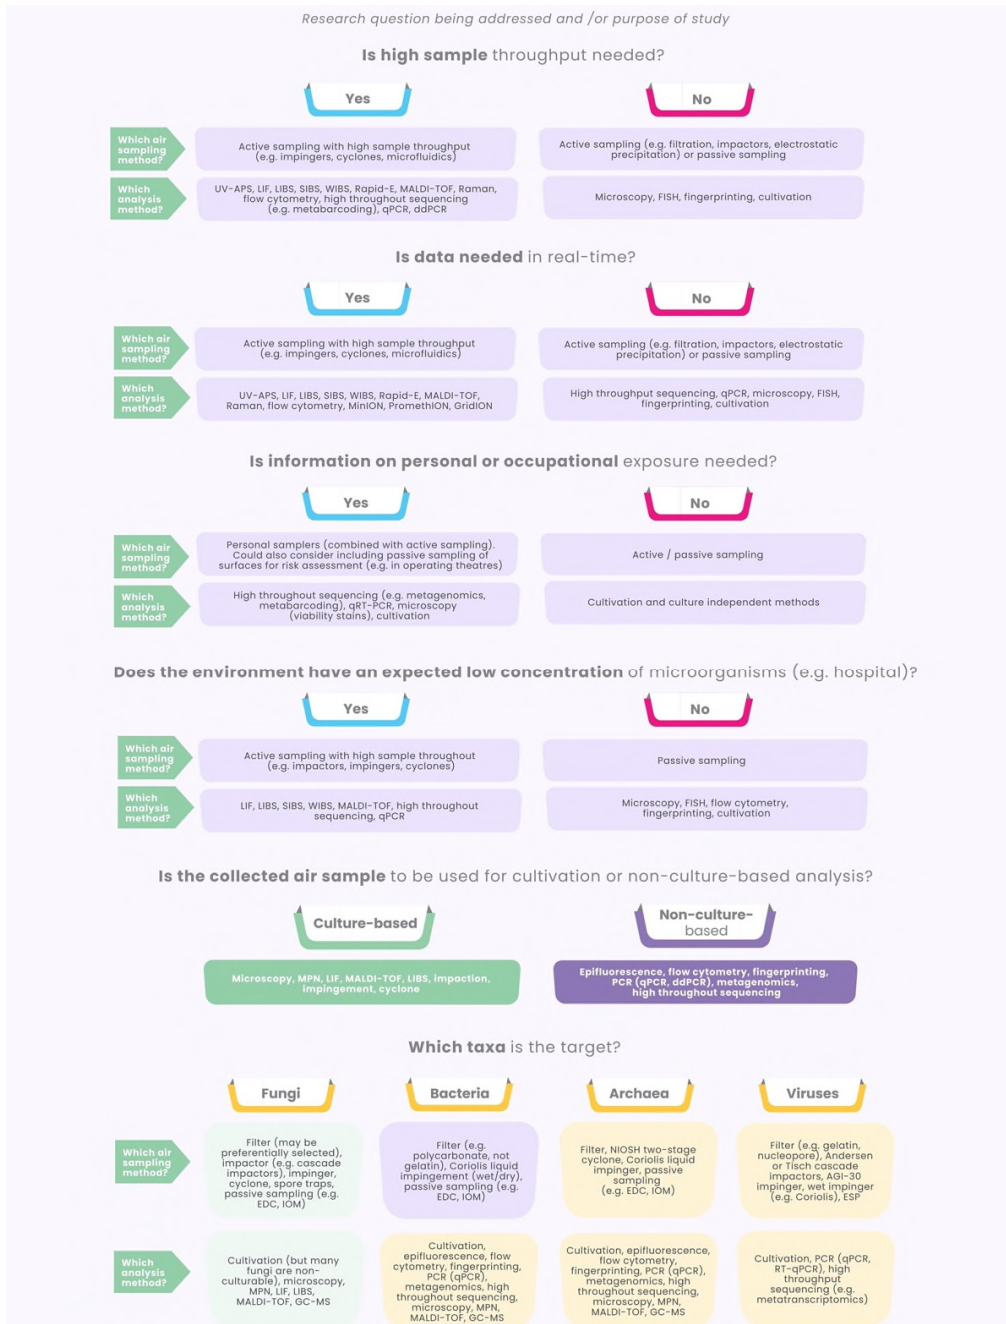 Research question being addressed and /or purpose of study
Is high sample throughput needed?
Yes
No
Which air
sampling
method?
Active sampling with high sample throughput
(e.g. impingers, cyclones, microfluidics)
Active sampling (e.g. filtration, impactors, electrostatic
precipitation) or passive sampling
Which
analysis
method?
UV-APS, LIF, LIBS, SIBS, WIBS, Rapid-E, MALDI-TOF, Raman,
flow cytometry, high throughout sequencing
(e.g. metabarcoding), qPCR, ddPCR
Microscopy, FISH, fingerprinting, cultivation
Is data needed in real-time?
Yes
No
Which air
sampling
method?
Active sampling with high sample throughput
(e.g. impingers, cyclones, microfluidics)
Active sampling (e.g. filtration, impactors, electrostatic
precipitation) or passive sampling
Which
analysis
method?
UV-APS, LIF, LIBS, SIBS, WIBS, Rapid-E, MALDI-TOF,
Raman, flow cytometry, MinION, PromethION, GridION
High throughput sequencing, qPCR, microscopy, FISH,
fingerprinting, cultivation
Is information on personal or occupational exposure needed?
Yes
No
Which air
sampling
method?
Personal samplers (combined with active sampling).
Could also consider including passive sampling of
surfaces for risk assessment (e.g. in operating theatres)
Active / passive sampling
Which
analysis
method?
High throughout sequencing (e.g. metagenomics,
metabarcoding), qRT-PCR, microscopy
(viability stains), cultivation
Cultivation and culture independent methods
Does the environment have an expected low concentration of microorganisms (e.g. hospital)?
Yes
No
Which air
sampling
method?
Active sampling with high sample throughout
(e.g. impactors, impingers, cyclones)
Passive sampling
Which
analysis
method?
LIF, LIBS, SIBS, WIBS, MALDI-TOF, high throughout
sequencing, qPCR
Microscopy, FISH, flow cytometry,
fingerprinting, cultivation
Is the collected air sample to be used for cultivation or non-culture-based analysis?
Culture-based
Non-culture-
based
Microscopy, MPN, LIF, MALDI-TOF, LIBS, impaction,
impingement, cyclone
Epifluorescence, flow cytometry, fingerprinting,
PCR (qPCR, ddPCR), metagenomics,
high throughout sequencing
Which taxa is the target?
Fungi
Bacteria
Archaea
Viruses
Which air
sampling
method?
Filter (may be
preferentially selected),
impactor (e.g. cascade
impactors), impinger,
cyclone, spore traps,
passive sampling (e.g.
EDC, IOM)
Filter (e.g.
polycarbonate, not
gelatin), Coriolis liquid
impingement (wet/dry),
passive sampling (e.g.
EDC, IOM)
Filter, NIOSH two-stage
cyclone, Coriolis liquid
impinger, passive
sampling
(e.g. EDC, IOM)
Filter (e.g. gelatin,
nucleopore), Andersen
or Tisch cascade
impactors, AGI-30
impinger, wet impinger
(e.g. Coriolis), ESP
Which
analysis
method?
Cultivation (but many
fungi are non-
culturable), microscopy,
MPN, LIF, LIBS,
MALDI-TOF, GC-MS
Cultivation,
epifluorescence, flow
cytometry, fingerprinting,
PCR (qPCR),
metagenomics, high
throughout sequencing,
microscopy, MPN,
MALDI-TOF, GC-MS
Cultivation, epifluorescence,
flow cytometry,
fingerprinting, PCR (qPCR),
metagenomics, high
throughout sequencing,
microscopy, MPN,
MALDI-TOF, GC-MS
Cultivation, PCR (qPCR,
RT-qPCR), high
throughput
sequencing (e.g.
metatranscriptomics)